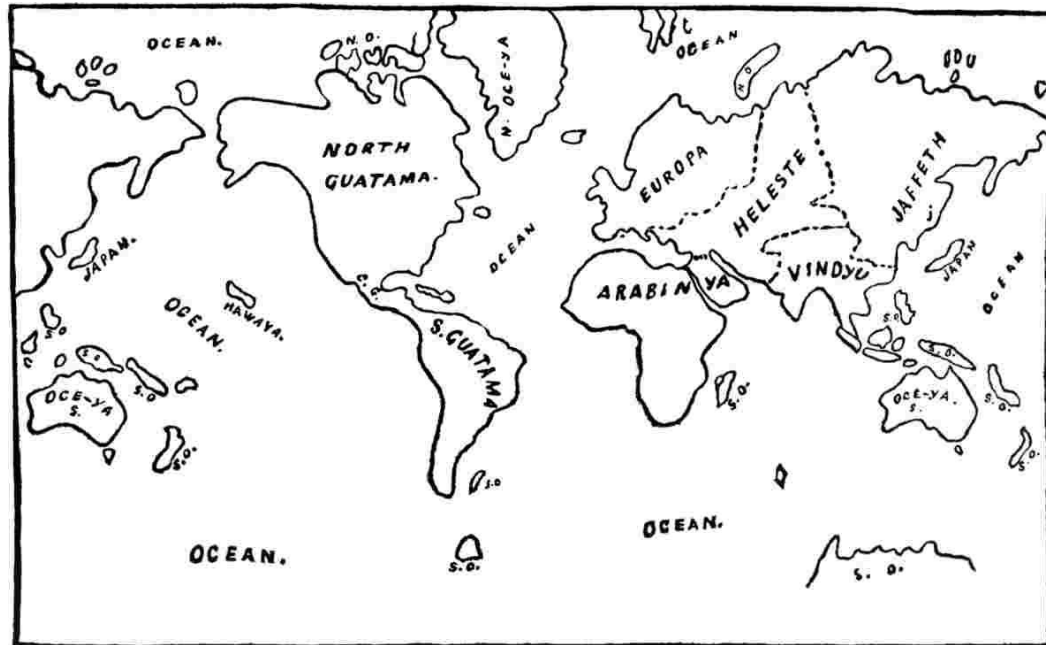 OCEAN.
N. O.
N. OCE-YA
OCEAN
N O
NORTH
GUATAMA.
EUROPA
HELESTE
JAFFETH
JAPAN.
OCEAN
JAPAN
OCEAN
VINDYU
ARABIN YA
HAWAYA.
OCEAN.
C. G.
S. GUATAMA
S.O
S.O
S.O.
S. O.
S.O
OCE-YA
S.
S.O.
S.O.
OCE-YA.
S.
S.O.
S.O.
S.O
S.O.
OCEAN.
OCEAN.
S.O.
S. O.